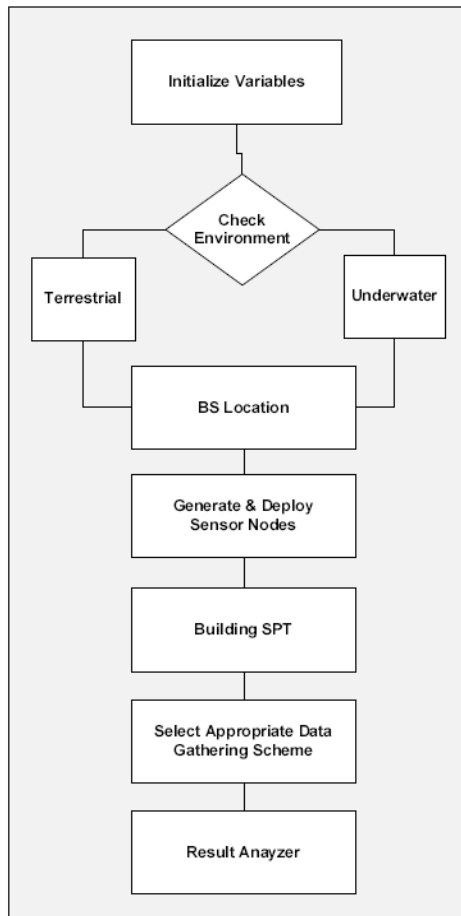 Initialize Variables
Check
Environment
Terrestrial
Underwater
BS Location
Generate & Deploy
Sensor Nodes
Building SPT
Select Appropriate Data
Gathering Scheme
Result Anayzer